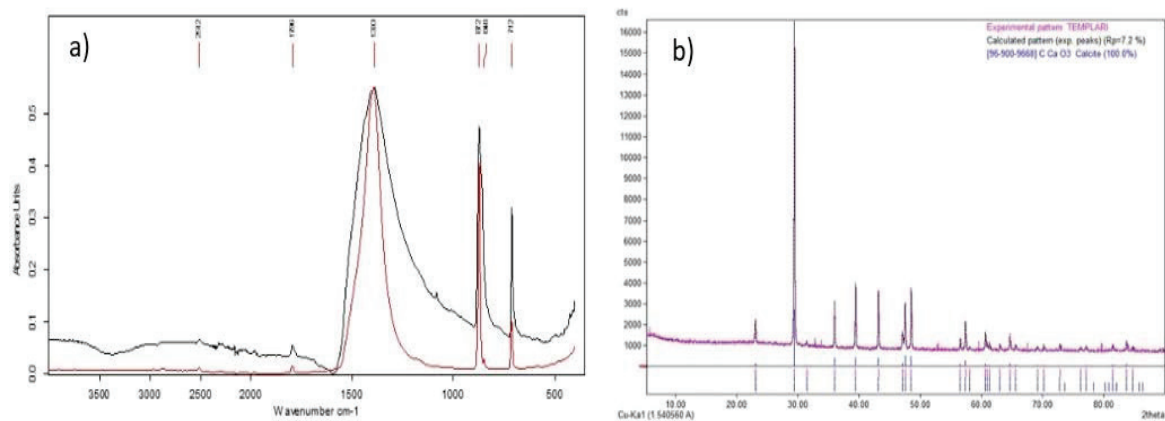 a)
2512
1796
1393
872
848
712
Absorbance Units
0.5
0.4
0.3
0.2
0.1
0.0
3500 3000 2500 2000 1500 1000 500
Wavenumber cm-1
b)
cts
Experimental pattern TEMPLARI
Calculated pattern (exp. peaks) (Rp=7.2 %)
[96-900-9668] C Ca O3 Calcite (100.0%)
16000
15000
14000
13000
12000
11000
10000
9000
8000
7000
6000
5000
4000
3000
2000
1000
10.00 20.00 30.00 40.00 50.00 60.00 70.00 80.00
Cu-Ka1 (1.540560 A)
2theta